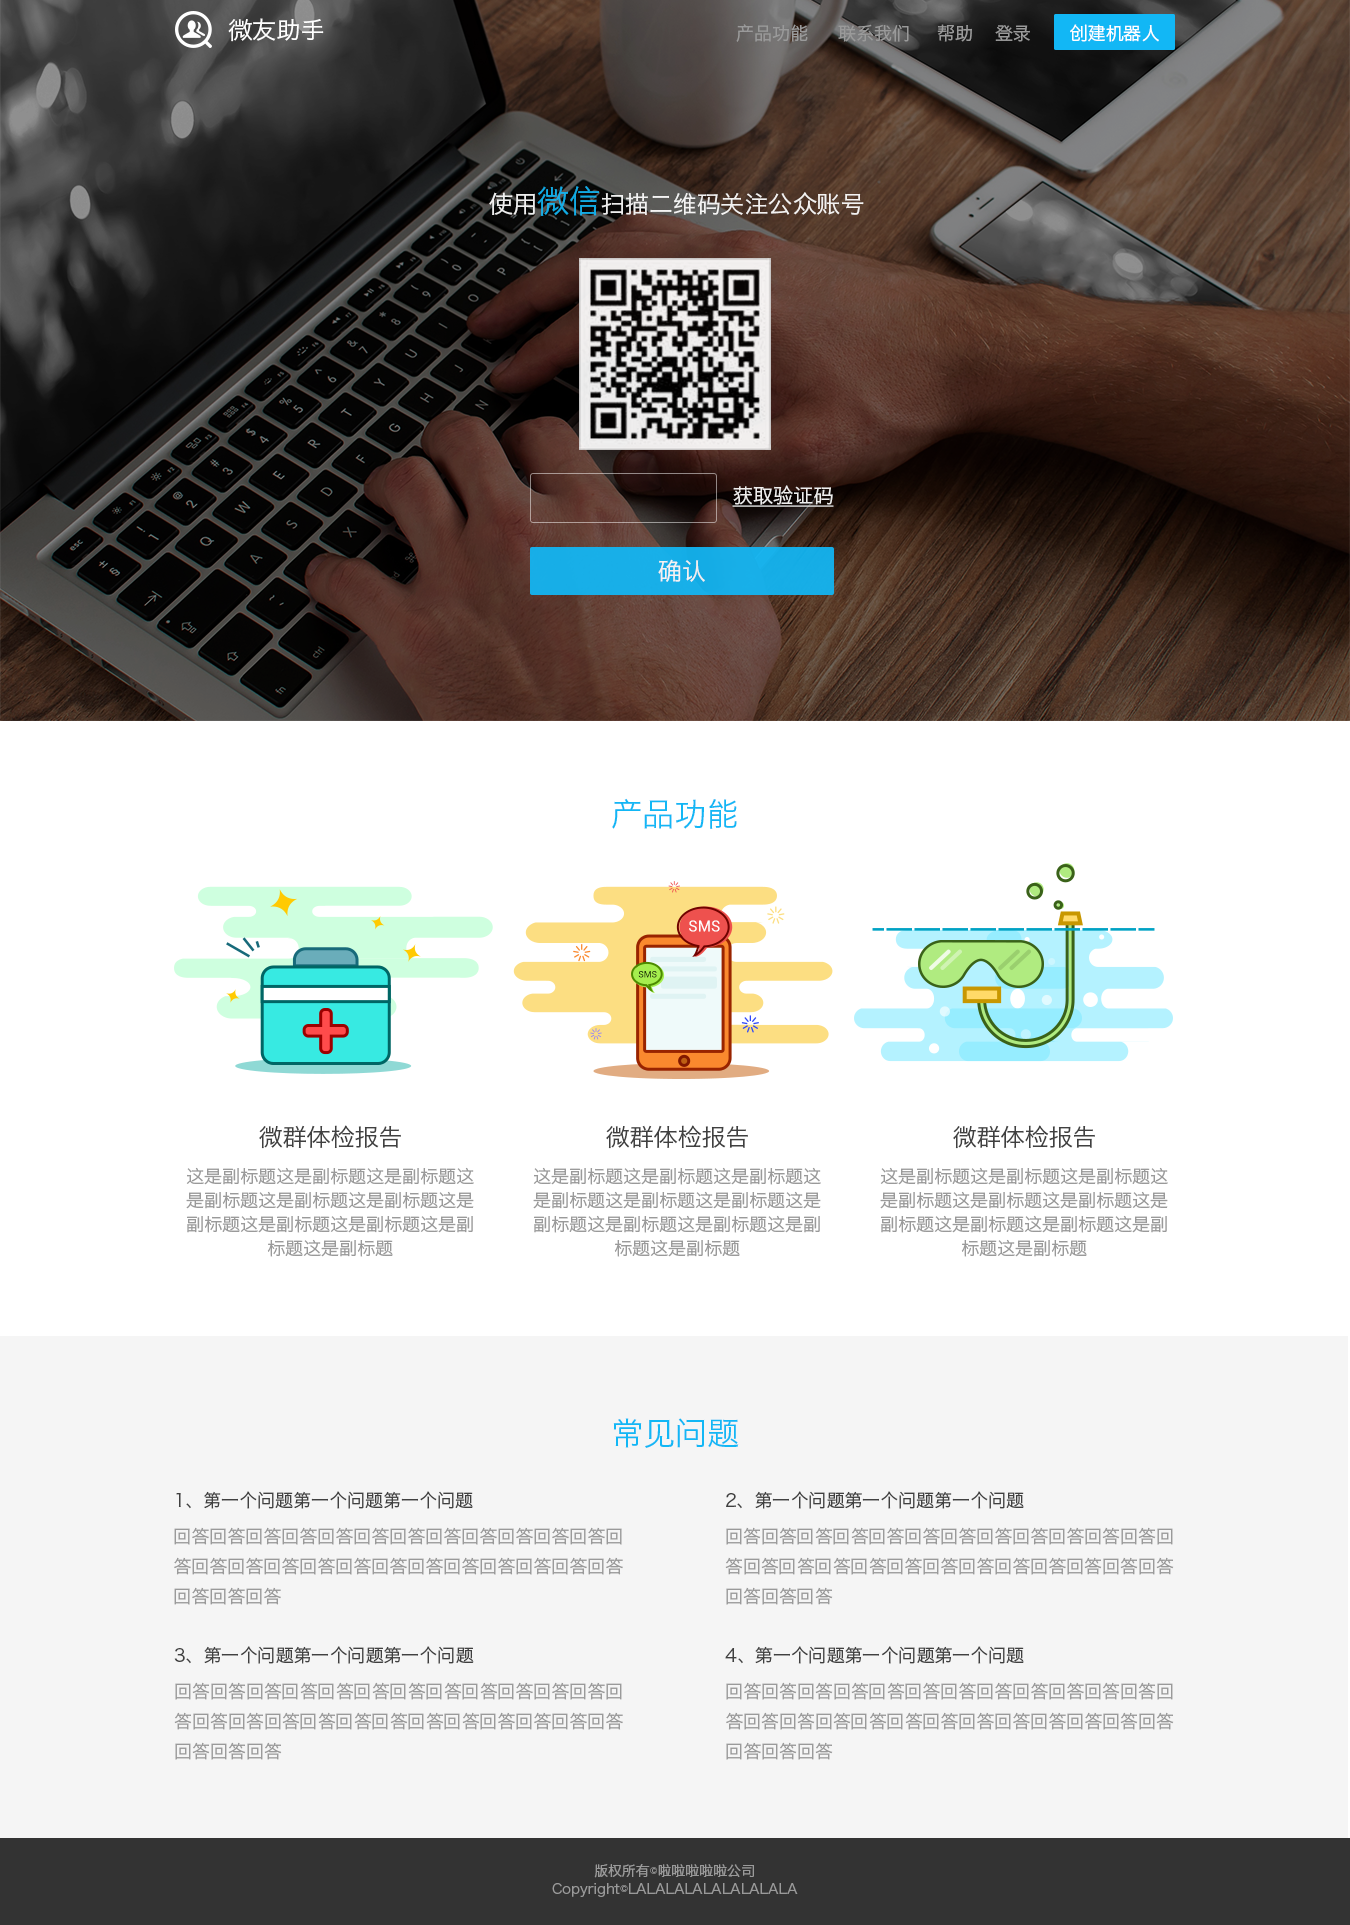 微友助手
产品功能 联系我们 帮助 登录 创建机器人
使用微信扫描二维码关注公众账号
获取验证码
确认
产品功能
SMS
SMS
微群体检报告
这是副标题这是副标题这是副标题这
是副标题这是副标题这是副标题这是
副标题这是副标题这是副标题这是副
标题这是副标题
微群体检报告
这是副标题这是副标题这是副标题这
是副标题这是副标题这是副标题这是
副标题这是副标题这是副标题这是副
标题这是副标题
微群体检报告
这是副标题这是副标题这是副标题这
是副标题这是副标题这是副标题这是
副标题这是副标题这是副标题这是副
标题这是副标题
常见问题
1、第一个问题第一个问题第一个问题
回答回答回答回答回答回答回答回答回答回答回答回答回
答回答回答回答回答回答回答回答回答回答回答回答回答
回答回答回答
2、第一个问题第一个问题第一个问题
回答回答回答回答回答回答回答回答回答回答回答回答回
答回答回答回答回答回答回答回答回答回答回答回答回答
回答回答回答
3、第一个问题第一个问题第一个问题
回答回答回答回答回答回答回答回答回答回答回答回答回
答回答回答回答回答回答回答回答回答回答回答回答回答
回答回答回答
4、第一个问题第一个问题第一个问题
回答回答回答回答回答回答回答回答回答回答回答回答回
答回答回答回答回答回答回答回答回答回答回答回答回答
回答回答回答
版权所有©啦啦啦啦啦公司
Copyright©LALALALALALALALALA